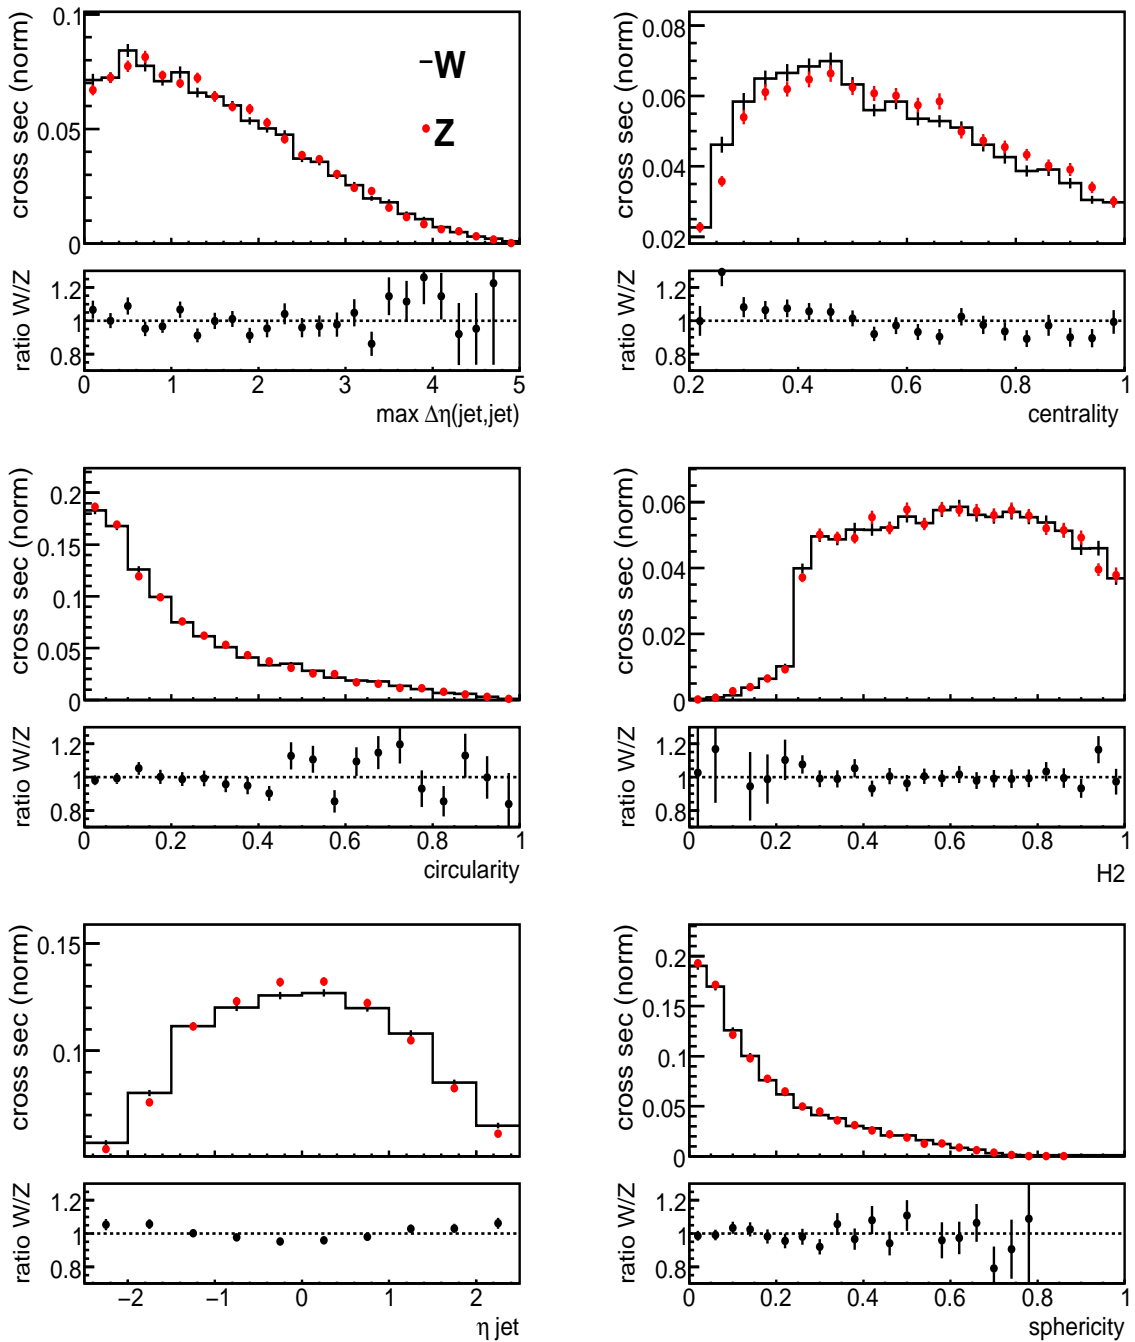 cross sec (norm)
0.1
0.05
0
W
Z
ratio W/Z
1.2
1
0.8
0 1 2 3 4 5
max Δη(jet,jet)
cross sec (norm)
0.08
0.06
0.04
0.02
ratio W/Z
1.2
1
0.8
0.2 0.4 0.6 0.8 1
centrality
cross sec (norm)
0.2
0.15
0.1
0.05
0
ratio W/Z
1.2
1
0.8
0 0.2 0.4 0.6 0.8 1
circularity
cross sec (norm)
0.06
0.04
0.02
0
ratio W/Z
1.2
1
0.8
0 0.2 0.4 0.6 0.8 1
H2
cross sec (norm)
0.15
0.1
ratio W/Z
1.2
1
0.8
−2 −1 0 1 2
η jet
cross sec (norm)
0.2
0.15
0.1
0.05
0
ratio W/Z
1.2
1
0.8
0 0.2 0.4 0.6 0.8 1
sphericity